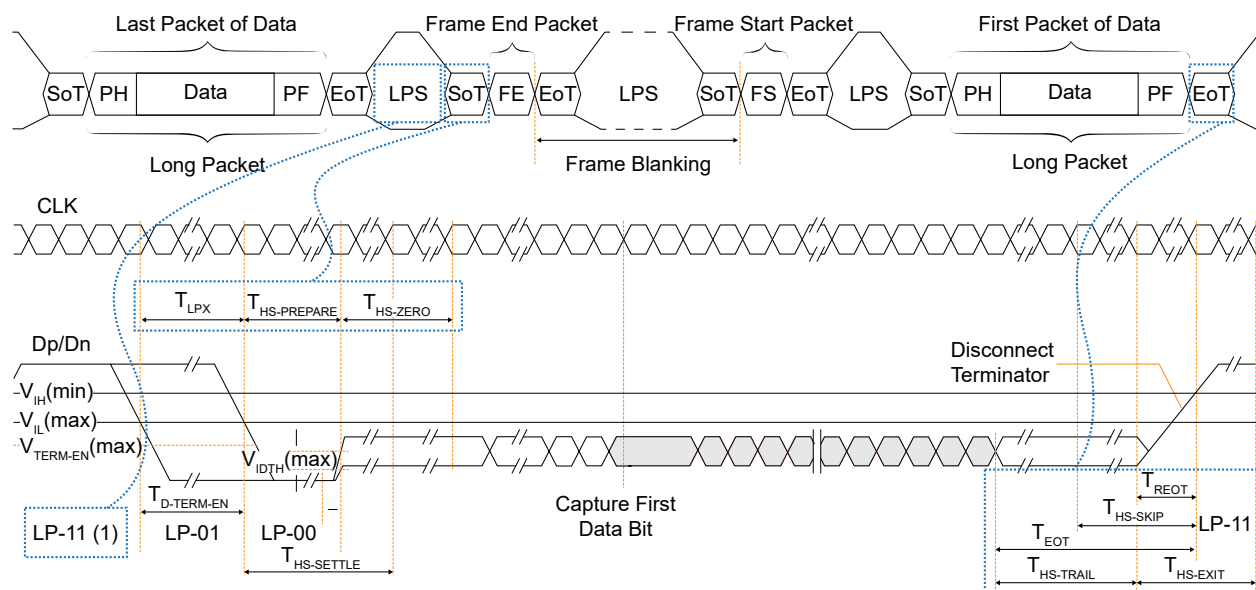 Last Packet of Data
Frame End Packet
Frame Start Packet
First Packet of Data
SoT PH Data PF EoT LPS SoT FE EoT LPS SoT FS EoT LPS SoT PH Data PF EoT
Long Packet
Frame Blanking
Long Packet
CLK
TLPX THS-PREPARE THS-ZERO
Dp/Dn
Disconnect
Terminator
VIH(min)
VIL(max)
VTERM-EN(max)
VIDTH(max)
TD-TERM-EN
TREOT
Capture First
Data Bit
THS-SKIP
LP-11 (1) LP-01 LP-00
LP-11
TEOT
THS-SETTLE
THS-TRAIL THS-EXIT